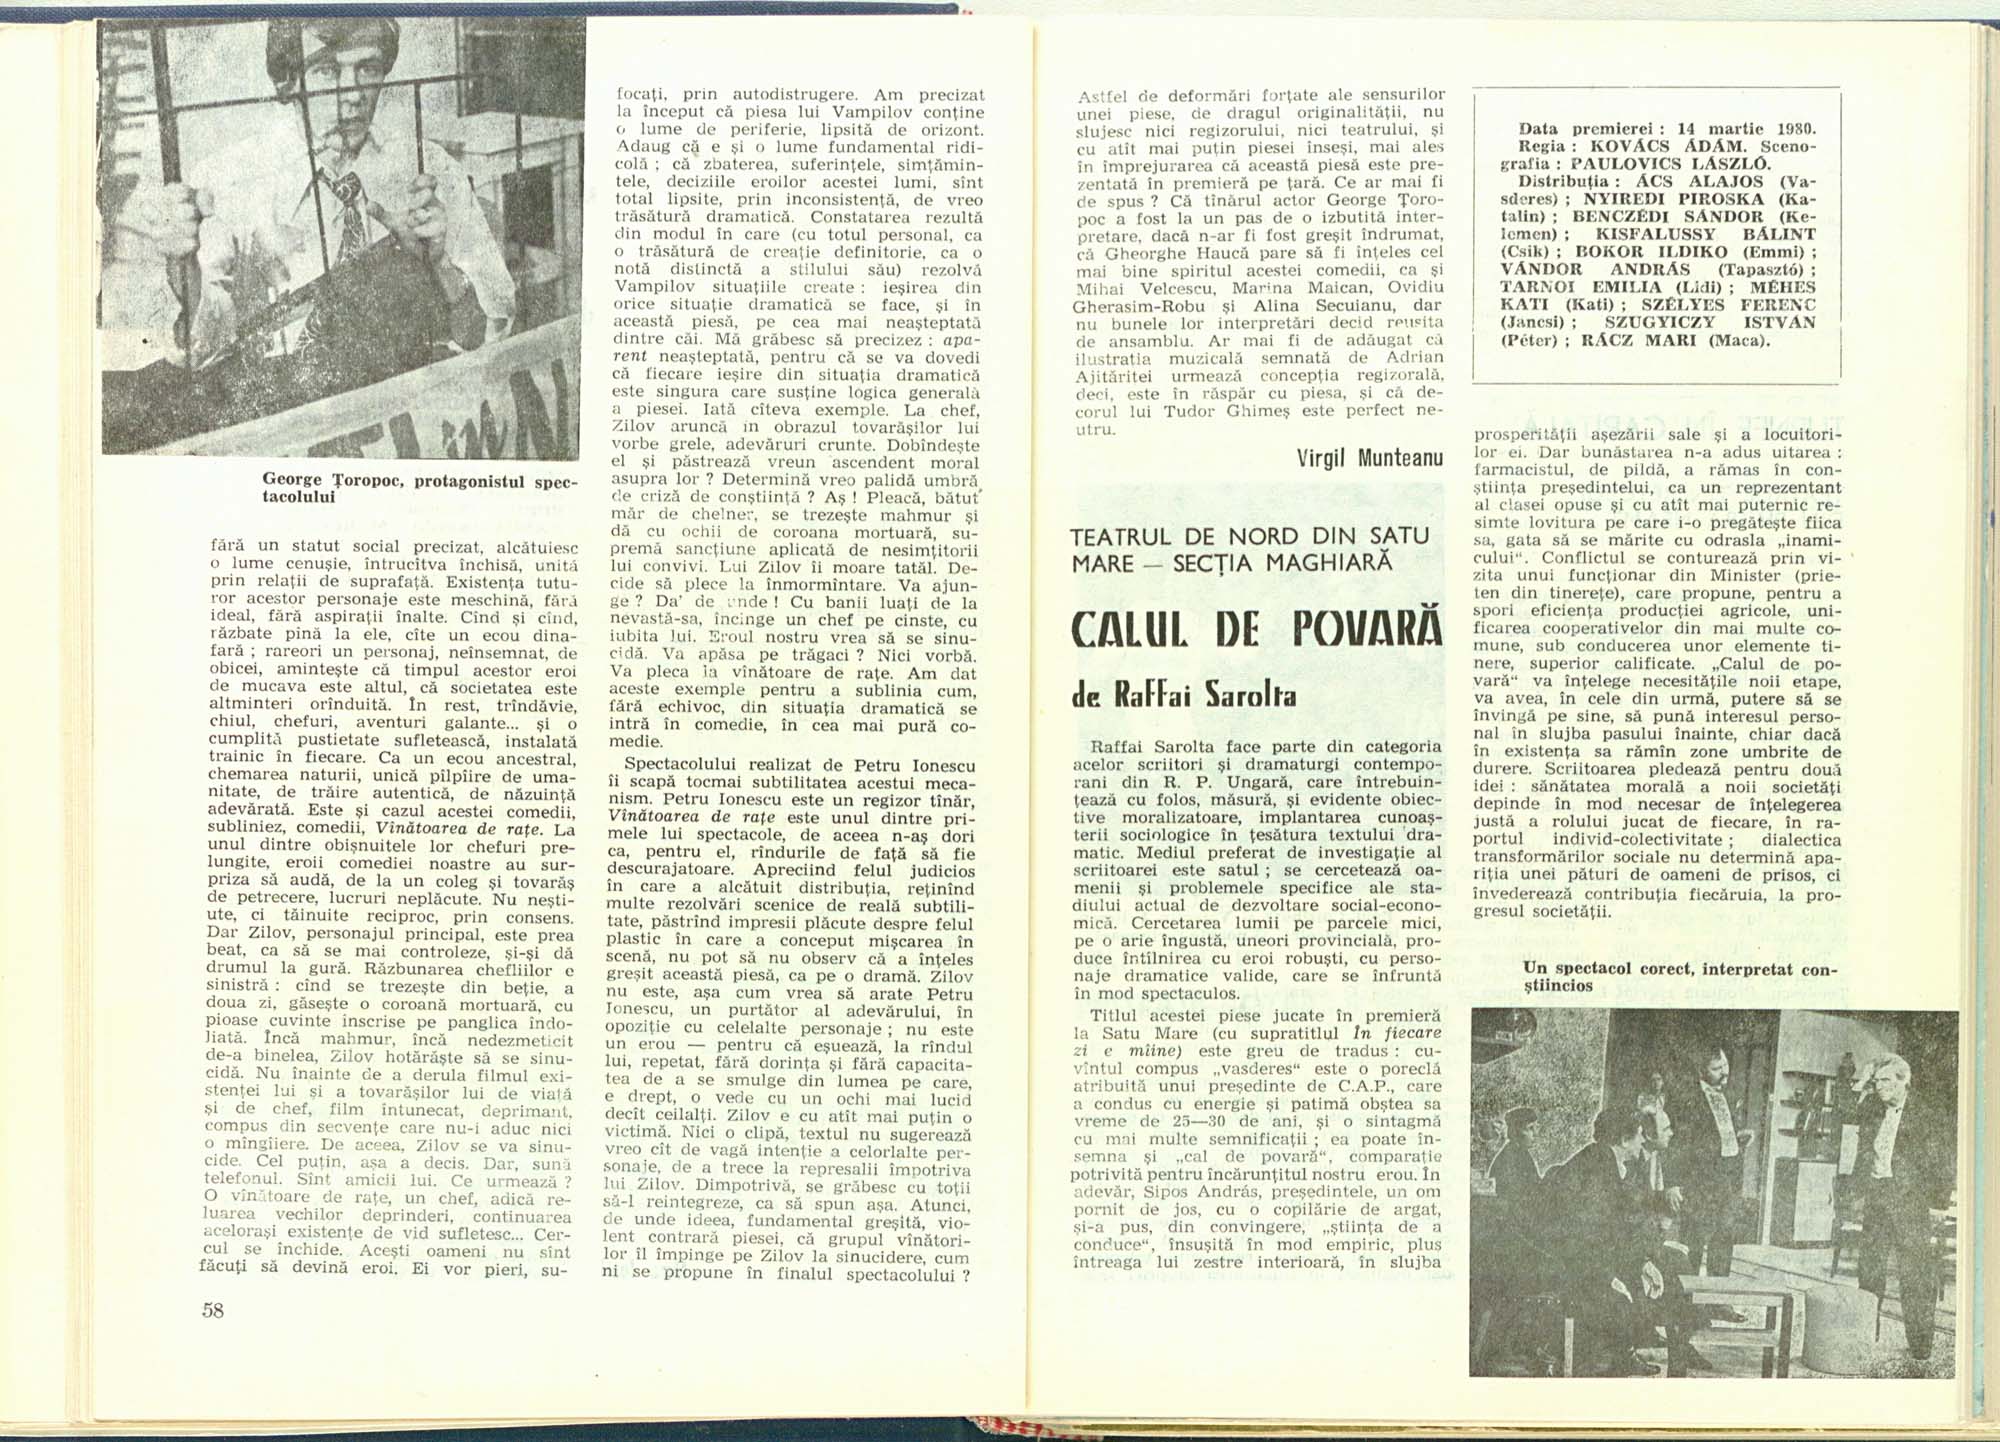 George Ţoropoc, protagonistul spec-
tacolului
fără un statut social precizat, alcătuiesc
o lume cenuşie, întrucîtva închisă, unită
prin relaţii de suprafaţă. Existenţa tutu-
ror acestor personaje este meschină, fără
ideal, fără aspiraţii înalte. Cînd şi cînd,
răzbate pînă la ele, cîte un ecou dina-
fară ; rareori un personaj, neînsemnat, de
obicei, aminteşte că timpul acestor eroi
de mucava este altul, că societatea este
altminteri orînduită. În rest, trîndăvie,
chiul, chefuri, aventuri galante... şi o
cumplită pustietate sufletească, instalată
trainic în fiecare. Ca un ecou ancestral,
chemarea naturii, unică pîlpîire de uma-
nitate, de trăire autentică, de năzuinţă
adevărată. Este şi cazul acestei comedii,
subliniez, comedii, Vînătoarea de raţe. La
unul dintre obişnuitele lor chefuri pre-
lungite, eroii comediei noastre au sur-
priza să audă, de la un coleg şi tovarăş
de petrecere, lucruri neplăcute. Nu neşti-
ute, ci tăinuite reciproc, prin consens.
Dar Zilov, personajul principal, este prea
beat, ca să se mai controleze, şi-şi dă
drumul la gură. Răzbunarea chefliilor e
sinistră : cînd se trezeşte din beţie, a
doua zi, găseşte o coroană mortuară, cu
pioase cuvinte înscrise pe panglica îndo-
liată. Încă mahmur, încă nedezmeticit
de-a binelea, Zilov hotărăşte să se sinu-
cidă. Nu înainte de a derula filmul exi-
stenţei lui şi a tovarăşilor lui de viaţă
şi de chef, film întunecat, deprimant,
compus din secvenţe care nu-i aduc nici
o mîngîiere. De aceea, Zilov se va sinu-
cide. Cel puţin, aşa a decis. Dar, sună
telefonul. Sînt amicii lui. Ce urmează ?
O vînătoare de raţe, un chef, adică re-
luarea vechilor deprinderi, continuarea
aceloraşi existenţe de vid sufletesc... Cer-
cul se închide. Aceşti oameni nu sînt
făcuţi să devină eroi. Ei vor pieri, su-
58
focaţi, prin autodistrugere. Am precizat
la început că piesa lui Vampilov conţine
o lume de periferie, lipsită de orizont.
Adaug că e şi o lume fundamental ridi-
colă ; că zbaterea, suferinţele, simţămin-
tele, deciziile eroilor acestei lumi, sînt
total lipsite, prin inconsistenţă, de vreo
trăsătură dramatică. Constatarea rezultă
din modul în care (cu totul personal, ca
o trăsătură de creaţie definitorie, ca o
notă distinctă a stilului său) rezolvă
Vampilov situaţiile create : ieşirea din
orice situaţie dramatică se face, şi în
această piesă, pe cea mai neaşteptată
dintre căi. Mă grăbesc să precizez : apa-
rent neaşteptată, pentru că se va dovedi
că fiecare ieşire din situaţia dramatică
este singura care susţine logica generală
a piesei. Iată cîteva exemple. La chef,
Zilov aruncă în obrazul tovarăşilor lui
vorbe grele, adevăruri crunte. Dobîndeşte
el şi păstrează vreun ascendent moral
asupra lor ? Determină vreo palidă umbră
de criză de conştiinţă ? Aş ! Pleacă, bătut
măr de chelner, se trezeşte mahmur şi
dă cu ochii de coroana mortuară, su-
premă sancţiune aplicată de nesimţitorii
lui convivi. Lui Zilov îi moare tatăl. De-
cide să plece la înmormîntare. Va ajun-
ge ? Da' de unde ! Cu banii luaţi de la
nevastă-sa, încinge un chef pe cinste, cu
iubita lui. Eroul nostru vrea să se sinu-
cidă. Va apăsa pe trăgaci ? Nici vorbă.
Va pleca la vînătoare de raţe. Am dat
aceste exemple pentru a sublinia cum,
fără echivoc, din situaţia dramatică se
intră în comedie, în cea mai pură co-
medie.
Spectacolului realizat de Petru Ionescu
îi scapă tocmai subtilitatea acestui meca-
nism. Petru Ionescu este un regizor tînăr,
Vînătoarea de raţe este unul dintre pri-
mele lui spectacole, de aceea n-aş dori
ca, pentru el, rîndurile de faţă să fie
descurajatoare. Apreciind felul judicios
în care a alcătuit distribuţia, reţinînd
multe rezolvări scenice de reală subtili-
tate, păstrînd impresii plăcute despre felul
plastic în care a conceput mişcarea în
scenă, nu pot să nu observ că a înţeles
greşit această piesă, ca pe o dramă. Zilov
nu este, aşa cum vrea să arate Petru
Ionescu, un purtător al adevărului, în
opoziţie cu celelalte personaje ; nu este
un erou — pentru că eşuează, la rîndul
lui, repetat, fără dorinţa şi fără capacita-
tea de a se smulge din lumea pe care,
e drept, o vede cu un ochi mai lucid
decît ceilalţi. Zilov e cu atît mai puţin o
victimă. Nici o clipă, textul nu sugerează
vreo cît de vagă intenţie a celorlalte per-
sonaje, de a trece la represalii împotriva
lui Zilov. Dimpotrivă, se grăbesc cu toţii
să-l reintegreze, ca să spun aşa. Atunci,
de unde ideea, fundamental greşită, vio-
lent contrară piesei, că grupul vînători-
lor îl împinge pe Zilov la sinucidere, cum
ni se propune în finalul spectacolului ?
Astfel de deformări forţate ale sensurilor
unei piese, de dragul originalităţii, nu
slujesc nici regizorului, nici teatrului, şi
cu atît mai puţin piesei înseşi, mai ales
în împrejurarea că această piesă este pre-
zentată în premieră pe ţară. Ce ar mai fi
de spus ? Că tînărul actor George Ţoro-
poc a fost la un pas de o izbutită inter-
pretare, dacă n-ar fi fost greşit îndrumat,
că Gheorghe Haucă pare să fi înţeles cel
mai bine spiritul acestei comedii, ca şi
Mihai Velcescu, Marina Maican, Ovidiu
Gherasim-Robu şi Alina Secuianu, dar
nu bunele lor interpretări decid reuşita
de ansamblu. Ar mai fi de adăugat că
ilustraţia muzicală semnată de Adrian
Ajităriţei urmează concepţia regizorală,
deci, este în răspăr cu piesa, şi că de-
corul lui Tudor Ghimeş este perfect ne-
utru.
Virgil Munteanu
TEATRUL DE NORD DIN SATU
MARE — SECŢIA MAGHIARĂ
CALUL DE POVARĂ
de Raffai Sarolta
Raffai Sarolta face parte din categoria
acelor scriitori şi dramaturgi contempo-
rani din R. P. Ungară, care întrebuin-
ţează cu folos, măsură, şi evidente obiec-
tive moralizatoare, implantarea cunoaş-
terii sociologice în ţesătura textului dra-
matic. Mediul preferat de investigaţie al
scriitoarei este satul ; se cercetează oa-
menii şi problemele specifice ale sta-
diului actual de dezvoltare social-econo-
mică. Cercetarea lumii pe parcele mici,
pe o arie îngustă, uneori provincială, pro-
duce întîlnirea cu eroi robuşti, cu perso-
naje dramatice valide, care se înfruntă
în mod spectaculos.
Titlul acestei piese jucate în premieră
la Satu Mare (cu supratitlul În fiecare
zi e mîine) este greu de tradus : cu-
vîntul compus „vasderes“ este o poreclă
atribuită unui preşedinte de C.A.P., care
a condus cu energie şi patimă obştea sa
vreme de 25—30 de ani, şi o sintagmă
cu mai multe semnificaţii ; ea poate în-
semna şi „cal de povară“, comparaţie
potrivită pentru încărunţitul nostru erou. În
adevăr, Sipos András, preşedintele, un om
pornit de jos, cu o copilărie de argat,
şi-a pus, din convingere, „ştiinţa de a
conduce“, însuşită în mod empiric, plus
întreaga lui zestre interioară, în slujba
Data premierei : 14 martie 1980.
Regia : KOVÁCS ÁDÁM. Sceno-
grafia : PAULOVICS LÁSZLÓ.
Distribuţia : ÁCS ALAJOS (Va-
sderes) ; NYIREDI PIROSKA (Ka-
talin) ; BENCZÉDI SÁNDOR (Ke-
lemen) ; KISFALUSSY BÁLINT
(Csik) ; BOKOR ILDIKO (Emmi) ;
VÁNDOR ANDRÁS (Tapasztó) ;
TARNOI EMILIA (Lidi) ; MÉHES
KATI (Kati) ; SZÉLYES FERENC
(Jancsi) ; SZUGYICZY ISTVÁN
(Péter) ; RÁCZ MARI (Maca).
prosperităţii aşezării sale şi a locuitori-
lor ei. Dar bunăstarea n-a adus uitarea :
farmacistul, de pildă, a rămas în con-
ştiinţa preşedintelui, ca un reprezentant
al clasei opuse şi cu atît mai puternic re-
simte lovitura pe care i-o pregăteşte fiica
sa, gata să se mărite cu odrasla „inami-
cului“. Conflictul se conturează prin vi-
zita unui funcţionar din Minister (prie-
ten din tinereţe), care propune, pentru a
spori eficienţa producţiei agricole, uni-
ficarea cooperativelor din mai multe co-
mune, sub conducerea unor elemente ti-
nere, superior calificate. „Calul de po-
vară“ va înţelege necesităţile noii etape,
va avea, în cele din urmă, putere să se
învingă pe sine, să pună interesul perso-
nal în slujba pasului înainte, chiar dacă
în existenţa sa rămîn zone umbrite de
durere. Scriitoarea pledează pentru două
idei : sănătatea morală a noii societăţi
depinde în mod necesar de înţelegerea
justă a rolului jucat de fiecare, în ra-
portul individ-colectivitate ; dialectica
transformărilor sociale nu determină apa-
riţia unei pături de oameni de prisos, ci
învederează contribuţia fiecăruia, la pro-
gresul societăţii.
Un spectacol corect, interpretat con-
ştiincios